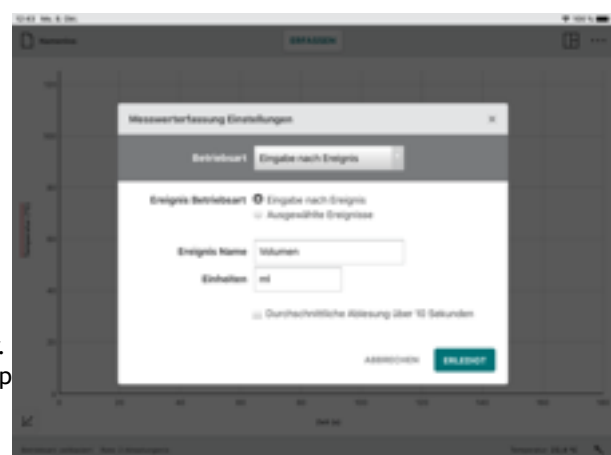 ERFASSEN
Messwerterfassung Einstellungen
Betriebsart Eingabe nach Ereignis
Ereignis Betriebsart Eingabe nach Ereignis
Ausgewählte Ereignisse
Ereignis Name Volumen
Einheiten ml
Durchschnittliche Ablesung über 10 Sekunden
ABBRECHEN ERLEDIGT
p